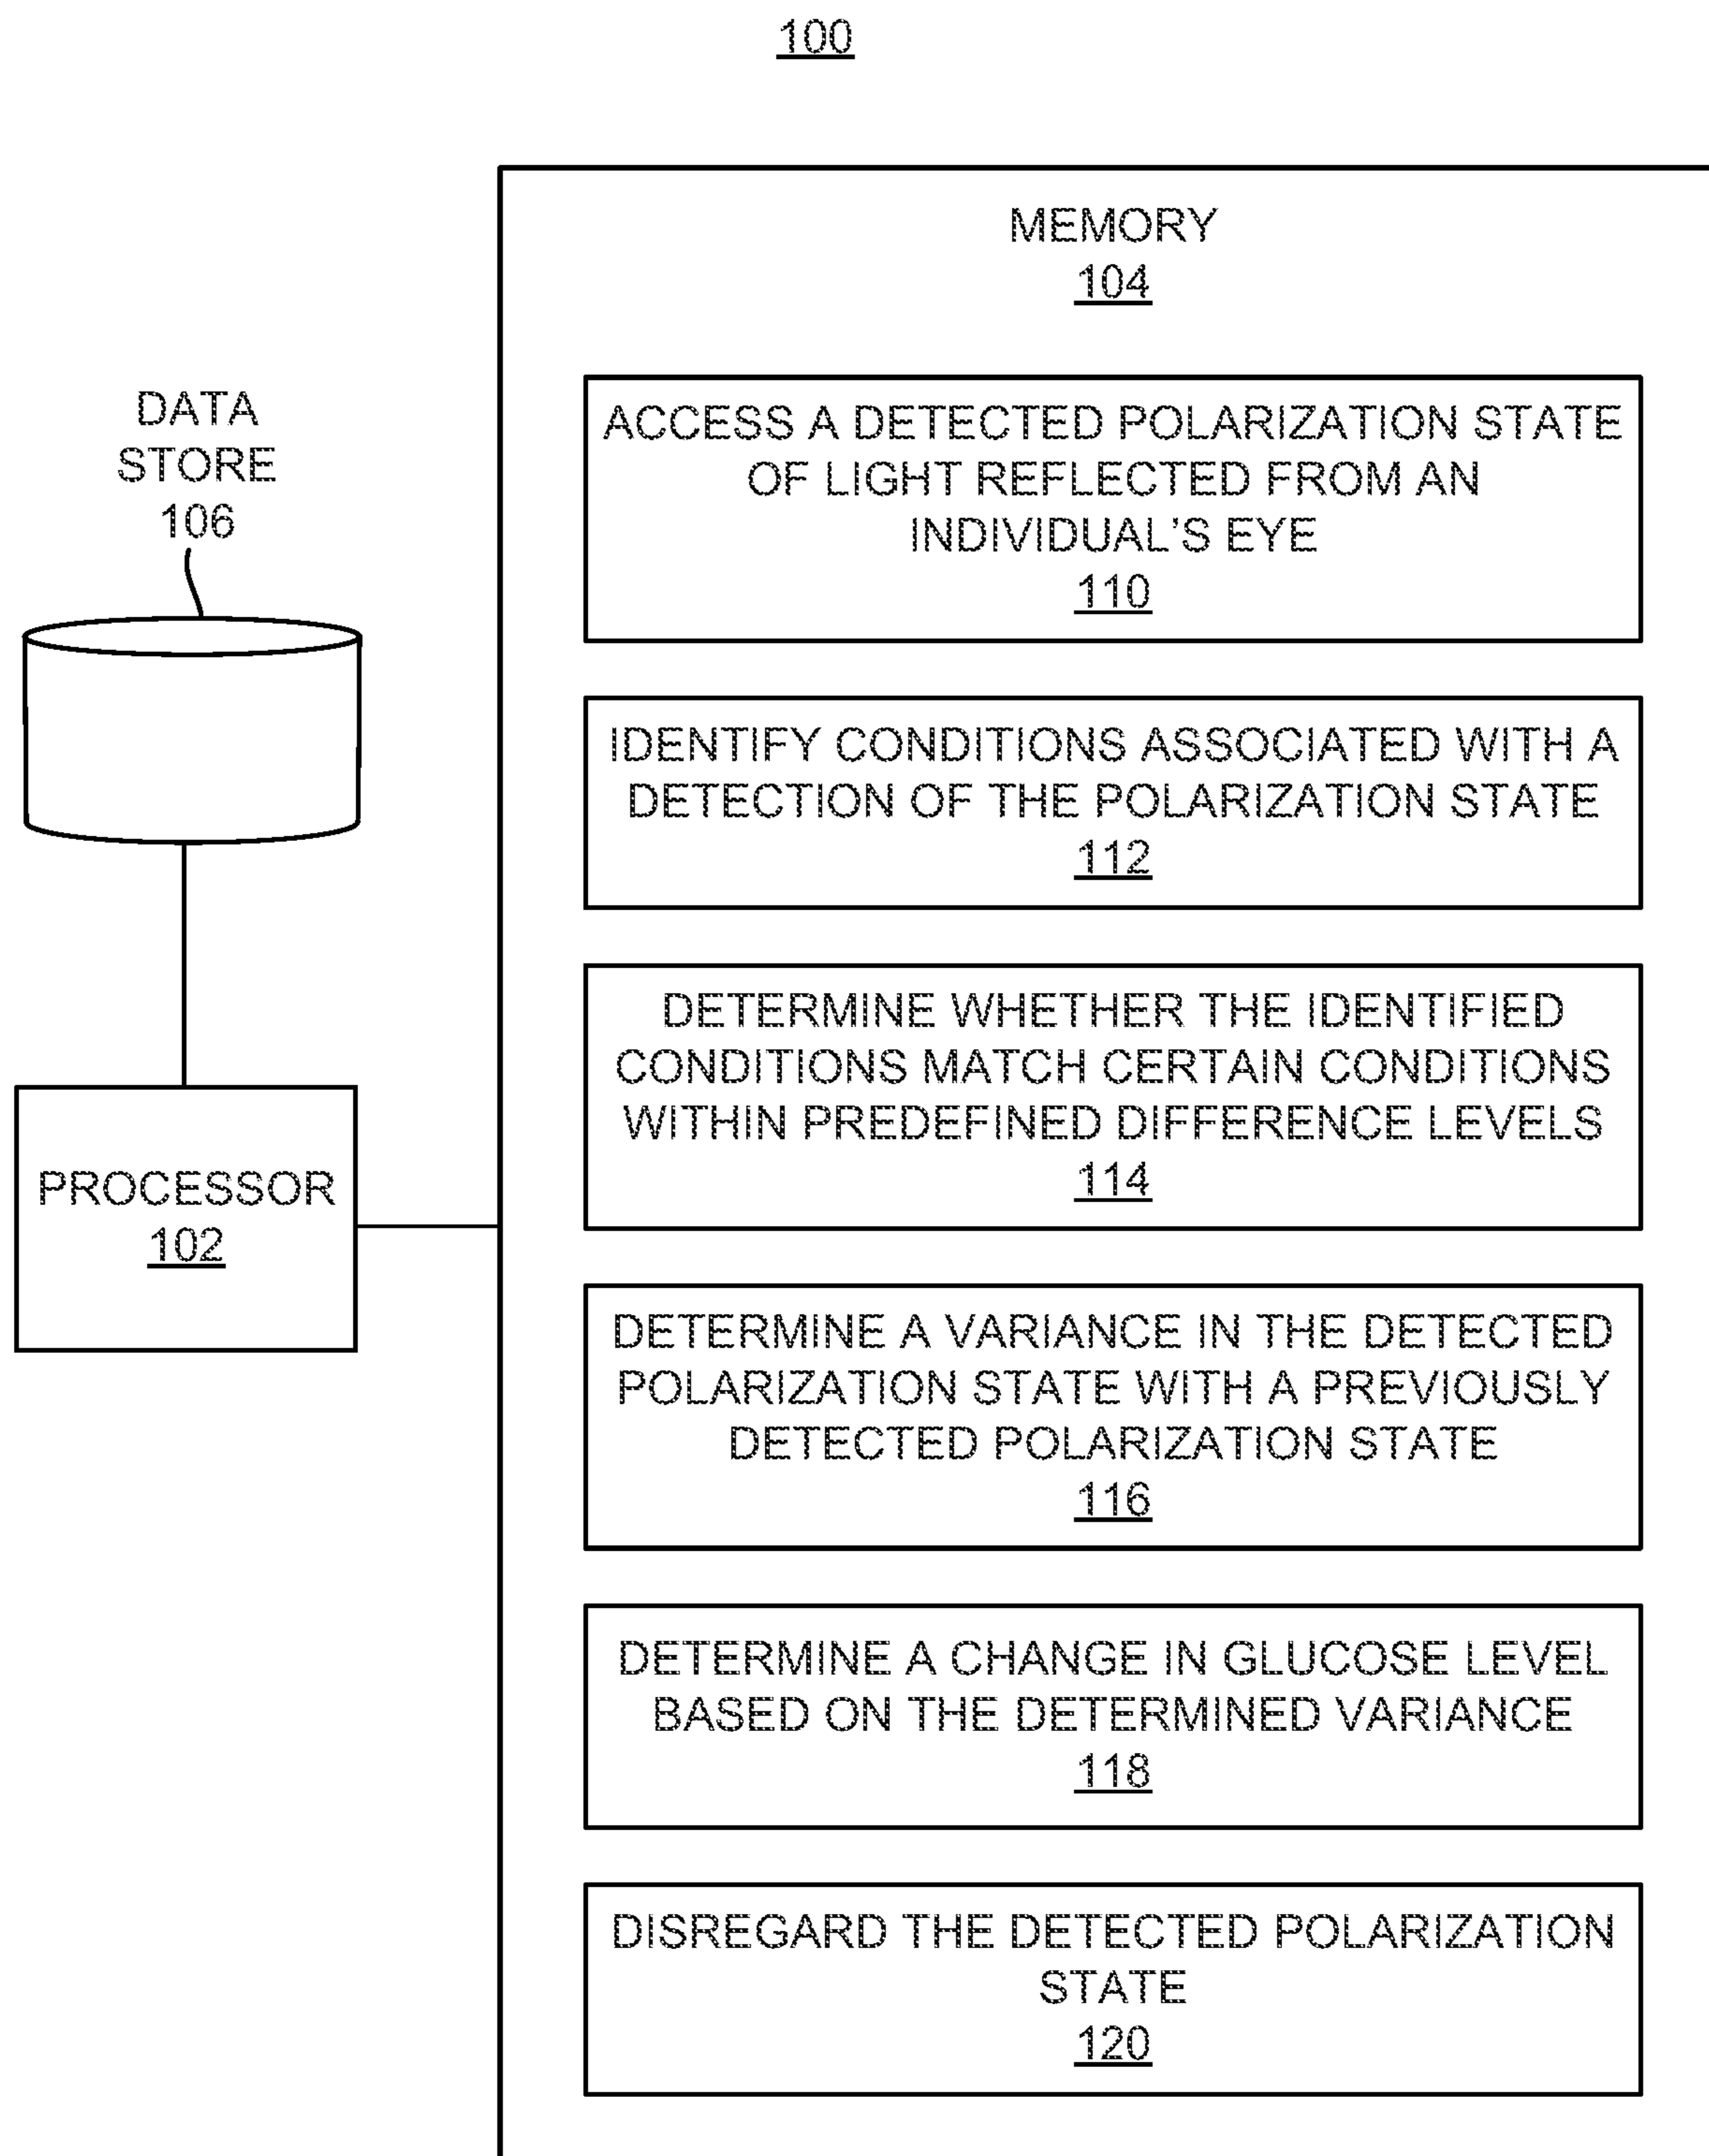 100
MEMORY
104
DATA
STORE
106
PROCESSOR
102
ACCESS A DETECTED POLARIZATION STATE
OF LIGHT REFLECTED FROM AN
INDIVIDUAL'S EYE
110
IDENTIFY CONDITIONS ASSOCIATED WITH A
DETECTION OF THE POLARIZATION STATE
112
DETERMINE WHETHER THE IDENTIFIED
CONDITIONS MATCH CERTAIN CONDITIONS
WITHIN PREDEFINED DIFFERENCE LEVELS
114
DETERMINE A VARIANCE IN THE DETECTED
POLARIZATION STATE WITH A PREVIOUSLY
DETECTED POLARIZATION STATE
116
DETERMINE A CHANGE IN GLUCOSE LEVEL
BASED ON THE DETERMINED VARIANCE
118
DISREGARD THE DETECTED POLARIZATION
STATE
120